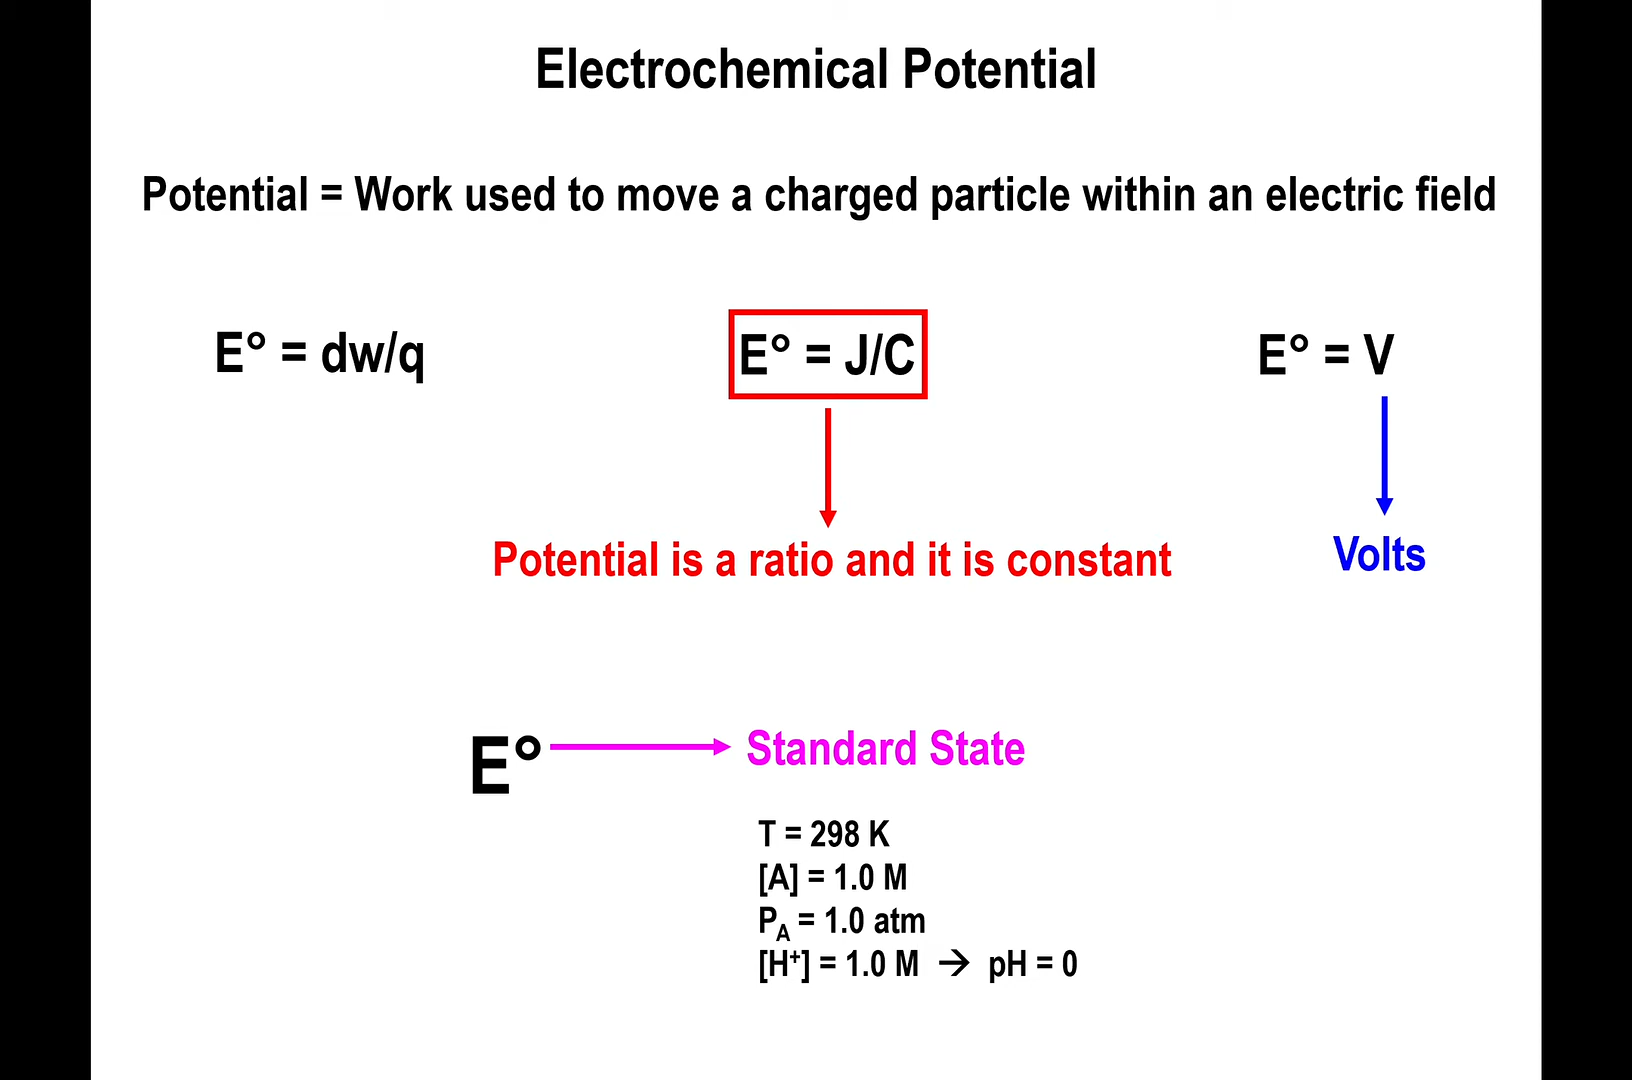 Electrochemical Potential
Potential = Work used to move a charged particle within an electric field
E° = dw/q
E° = J/C
E° = V
Potential is a ratio and it is constant
Volts
E°
Standard State
T = 298 K
[A] = 1.0 M
P_A = 1.0 atm
[H⁺] = 1.0 M → pH = 0